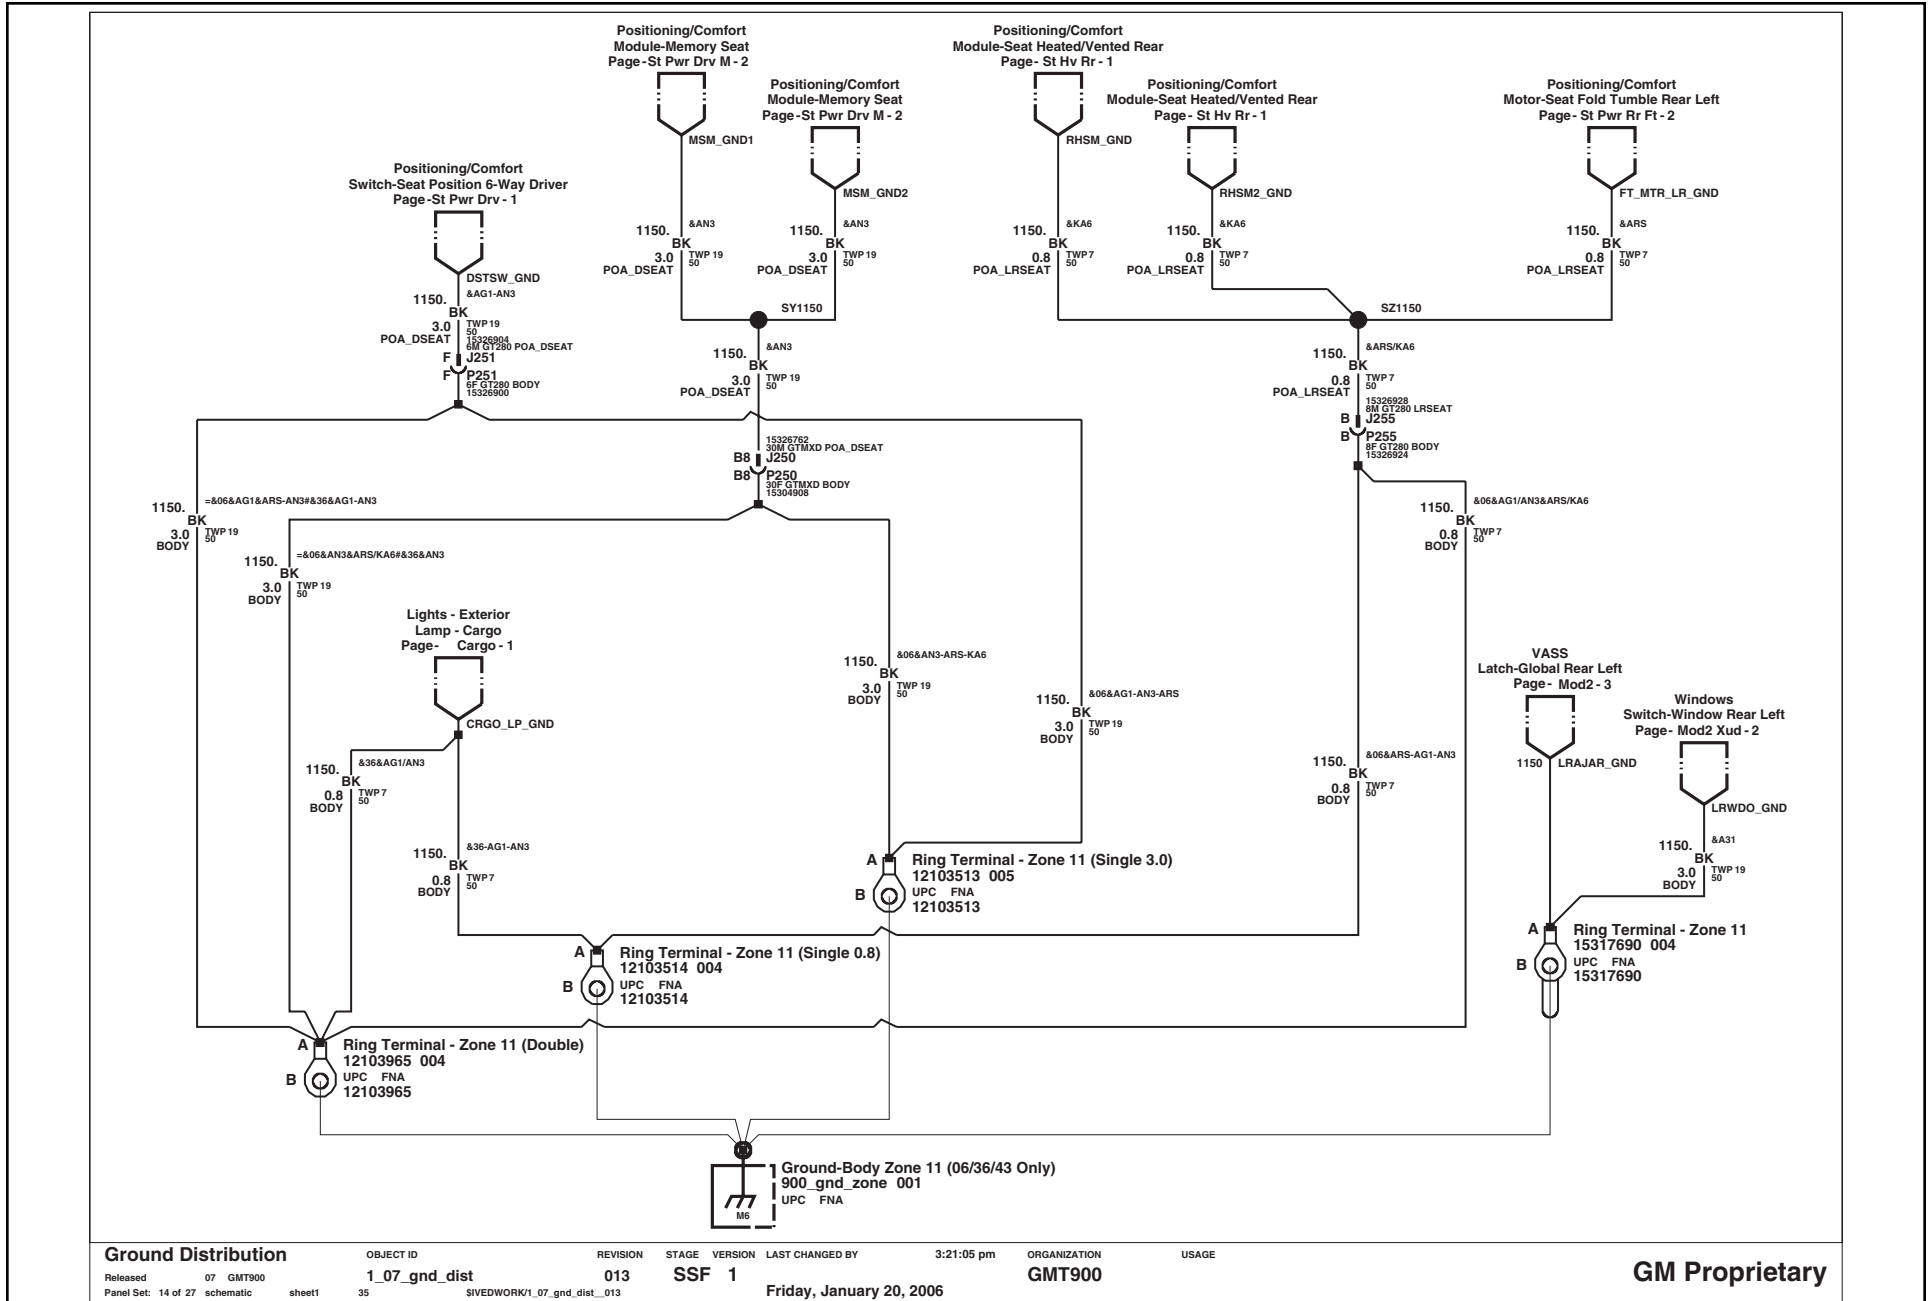 Positioning/Comfort
Module-Memory Seat
Page-St Pwr Drv M - 2
MSM_GND1
Positioning/Comfort
Module-Memory Seat
Page-St Pwr Drv M - 2
MSM_GND2
Positioning/Comfort
Module-Seat Heated/Vented Rear
Page- St Hv Rr - 1
RHSM_GND
Positioning/Comfort
Module-Seat Heated/Vented Rear
Page- St Hv Rr - 1
RHSM2_GND
Positioning/Comfort
Motor-Seat Fold Tumble Rear Left
Page- St Pwr Rr Ft - 2
FT_MTR_LR_GND
Positioning/Comfort
Switch-Seat Position 6-Way Driver
Page-St Pwr Drv - 1
DSTSW_GND
&AG1-AN3
1150.
BK
3.0
TWP 19
50
POA_DSEAT
15326904
6M GT280 POA_DSEAT
F J251
F P251
6F GT280 BODY
15326900
&AN3
1150.
BK
3.0
TWP 19
50
POA_DSEAT
&AN3
1150.
BK
3.0
TWP 19
50
POA_DSEAT
SY1150
&AN3
1150.
BK
3.0
TWP 19
50
POA_DSEAT
15326762
30M GTMXD POA_DSEAT
B8 J250
B8 P250
30F GTMXD BODY
15304908
&KA6
1150.
BK
0.8
TWP 7
50
POA_LRSEAT
&KA6
1150.
BK
0.8
TWP 7
50
POA_LRSEAT
&ARS
1150.
BK
0.8
TWP 7
50
POA_LRSEAT
SZ1150
&ARS/KA6
1150.
BK
0.8
TWP 7
50
POA_LRSEAT
15326928
8M GT280 LRSEAT
B J255
B P255
8F GT280 BODY
15326924
=&06&AG1&ARS-AN3#&36&AG1-AN3
1150.
BK
3.0
TWP 19
50
BODY
=&06&AN3&ARS/KA6#&36&AN3
1150.
BK
3.0
TWP 19
50
BODY
&06&AG1/AN3&ARS/KA6
1150.
BK
0.8
TWP 7
50
BODY
Lights - Exterior
Lamp - Cargo
Page- Cargo - 1
CRGO_LP_GND
&36&AG1/AN3
1150.
BK
0.8
TWP 7
50
BODY
&36-AG1-AN3
1150.
BK
0.8
TWP 7
50
BODY
&06&AN3-ARS-KA6
1150.
BK
3.0
TWP 19
50
BODY
&06&AG1-AN3-ARS
1150.
BK
3.0
TWP 19
50
BODY
&06&ARS-AG1-AN3
1150.
BK
0.8
TWP 7
50
BODY
VASS
Latch-Global Rear Left
Page- Mod2 - 3
1150 LRAJAR_GND
Windows
Switch-Window Rear Left
Page- Mod2 Xud - 2
LRWDO_GND
&A31
1150.
BK
3.0
TWP 19
50
BODY
A Ring Terminal - Zone 11 (Single 3.0)
12103513 005
B UPC FNA
12103513
A Ring Terminal - Zone 11 (Single 0.8)
12103514 004
B UPC FNA
12103514
A Ring Terminal - Zone 11
15317690 004
B UPC FNA
15317690
A Ring Terminal - Zone 11 (Double)
12103965 004
B UPC FNA
12103965
Ground-Body Zone 11 (06/36/43 Only)
900_gnd_zone 001
UPC FNA
M6
Ground Distribution OBJECT ID REVISION STAGE VERSION LAST CHANGED BY 3:21:05 pm ORGANIZATION USAGE
Released 07 GMT900 1_07_gnd_dist 013 SSF 1 GMT900 GM Proprietary
Panel Set: 14 of 27 schematic sheet1 35 $IVEDWORK/1_07_gnd_dist__013 Friday, January 20, 2006